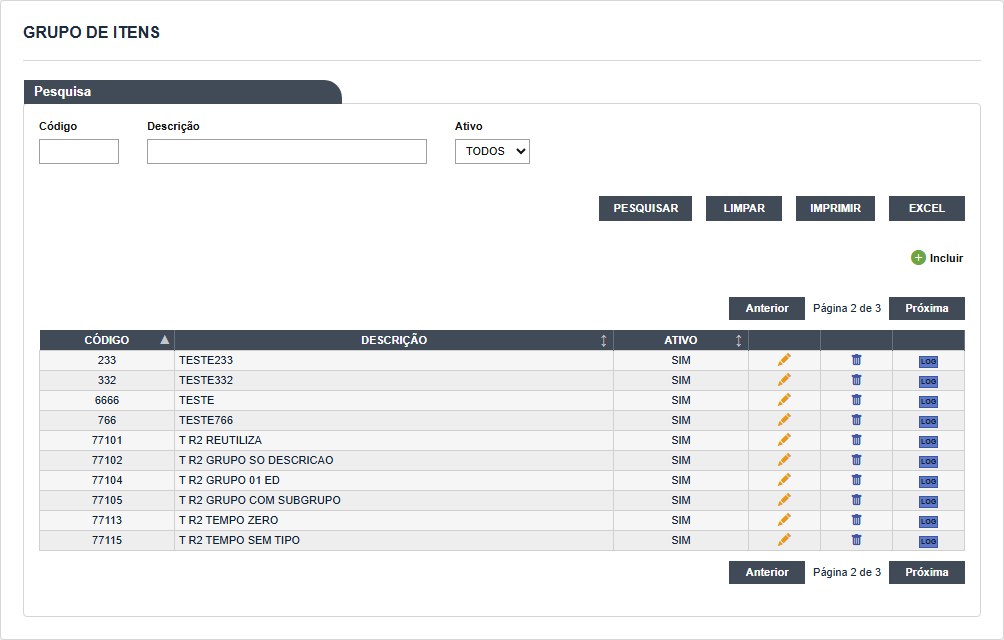 GRUPO DE ITENS
Pesquisa
Código Descrição Ativo
TODOS
PESQUISAR LIMPAR IMPRIMIR EXCEL
Incluir
Anterior Página 2 de 3 Próxima
CÓDIGO DESCRIÇÃO ATIVO
233 TESTE233 SIM LOG
332 TESTE332 SIM LOG
6666 TESTE SIM LOG
766 TESTE766 SIM LOG
77101 T R2 REUTILIZA SIM LOG
77102 T R2 GRUPO SO DESCRICAO SIM LOG
77104 T R2 GRUPO 01 ED SIM LOG
77105 T R2 GRUPO COM SUBGRUPO SIM LOG
77113 T R2 TEMPO ZERO SIM LOG
77115 T R2 TEMPO SEM TIPO SIM LOG
Anterior Página 2 de 3 Próxima